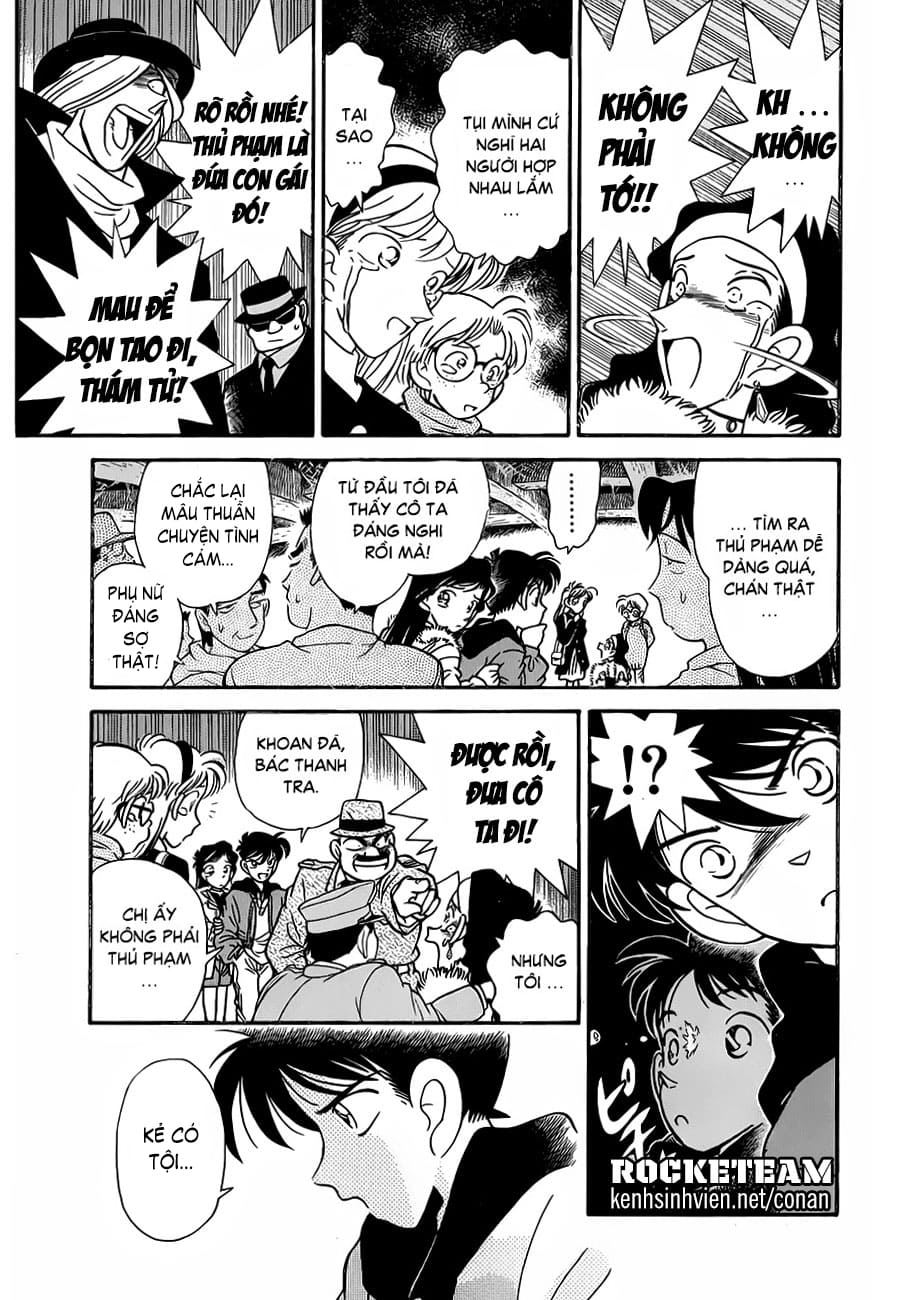 KH ...
KHÔNG
...
KHÔNG
PHẢI
TỚ!!
TỤI MÌNH CỨ
NGHĨ HAI
NGƯỜI HỢP
NHAU LẮM
...
TẠI
SAO
...
RÕ RỒI NHÉ!
THỦ PHẠM LÀ
ĐỨA CON GÁI
ĐÓ!
MAU ĐỂ
BỌN TAO ĐI,
THÁM TỬ!
... TÌM RA
THỦ PHẠM DỄ
DÀNG QUÁ,
CHÁN THẬT
...
.......
TỪ ĐẦU TÔI ĐÃ
THẤY CÔ TA
ĐÁNG NGHI
RỒI MÀ!
CHẮC LẠI
MÂU THUẪN
CHUYỆN TÌNH
CẢM...
PHỤ NỮ
ĐÁNG
SỢ
THẬT!
!?
ピチ
ĐƯỢC RỒI,
ĐƯA CÔ
TA ĐI!
NHƯNG
TÔI ...
KHOAN ĐÃ,
BÁC THANH
TRA.
CHỊ ẤY
KHÔNG PHẢI
THỦ PHẠM
...
KẺ CÓ
TỘI...
ROCKETEAM
kenhsinhvien.net/conan